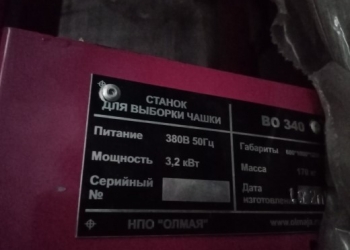 СТАНОК
ДЛЯ ВЫБОРКИ ЧАШКИ
Питание 380В 50Гц
Мощность 3,2 кВт
Серийный
№
НПО "ОЛМАЯ"
ВО 340
Габариты
Масса
Дата
изготовления